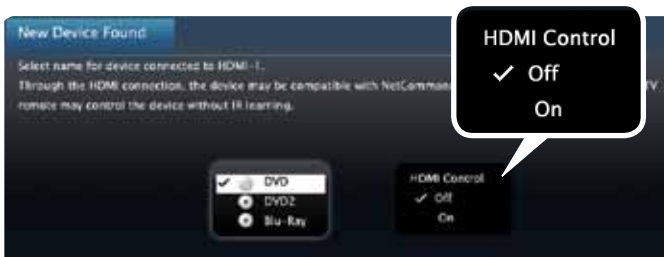 New Device Found
Select name for device connected to HDMI-1.
Through the HDMI connection, the device may be compatible with NetCommand
TV
remote may control the device without IR learning.
DVD
DVD2
Blu-Ray
HDMI Control
Off
On
HDMI Control
Off
On